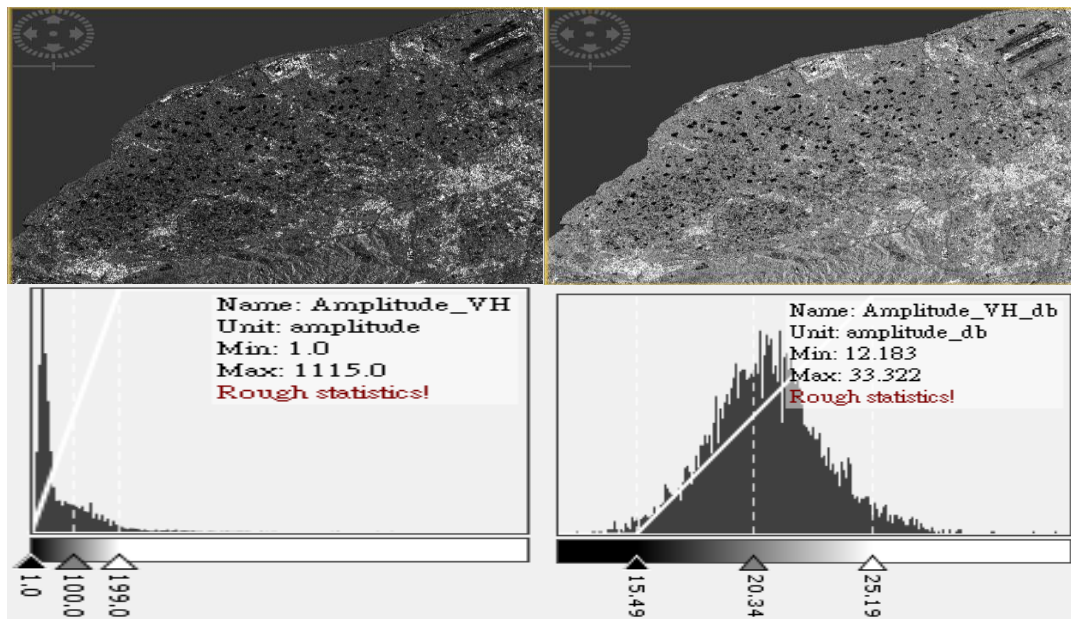 Name: Amplitude_VH
Unit: amplitude
Min: 1.0
Max: 1115.0
Rough statistics!
1.0
100.0
199.0
Name: Amplitude_VH_db
Unit: amplitude_db
Min: 12.183
Max: 33.322
Rough statistics!
15.49
20.34
25.19